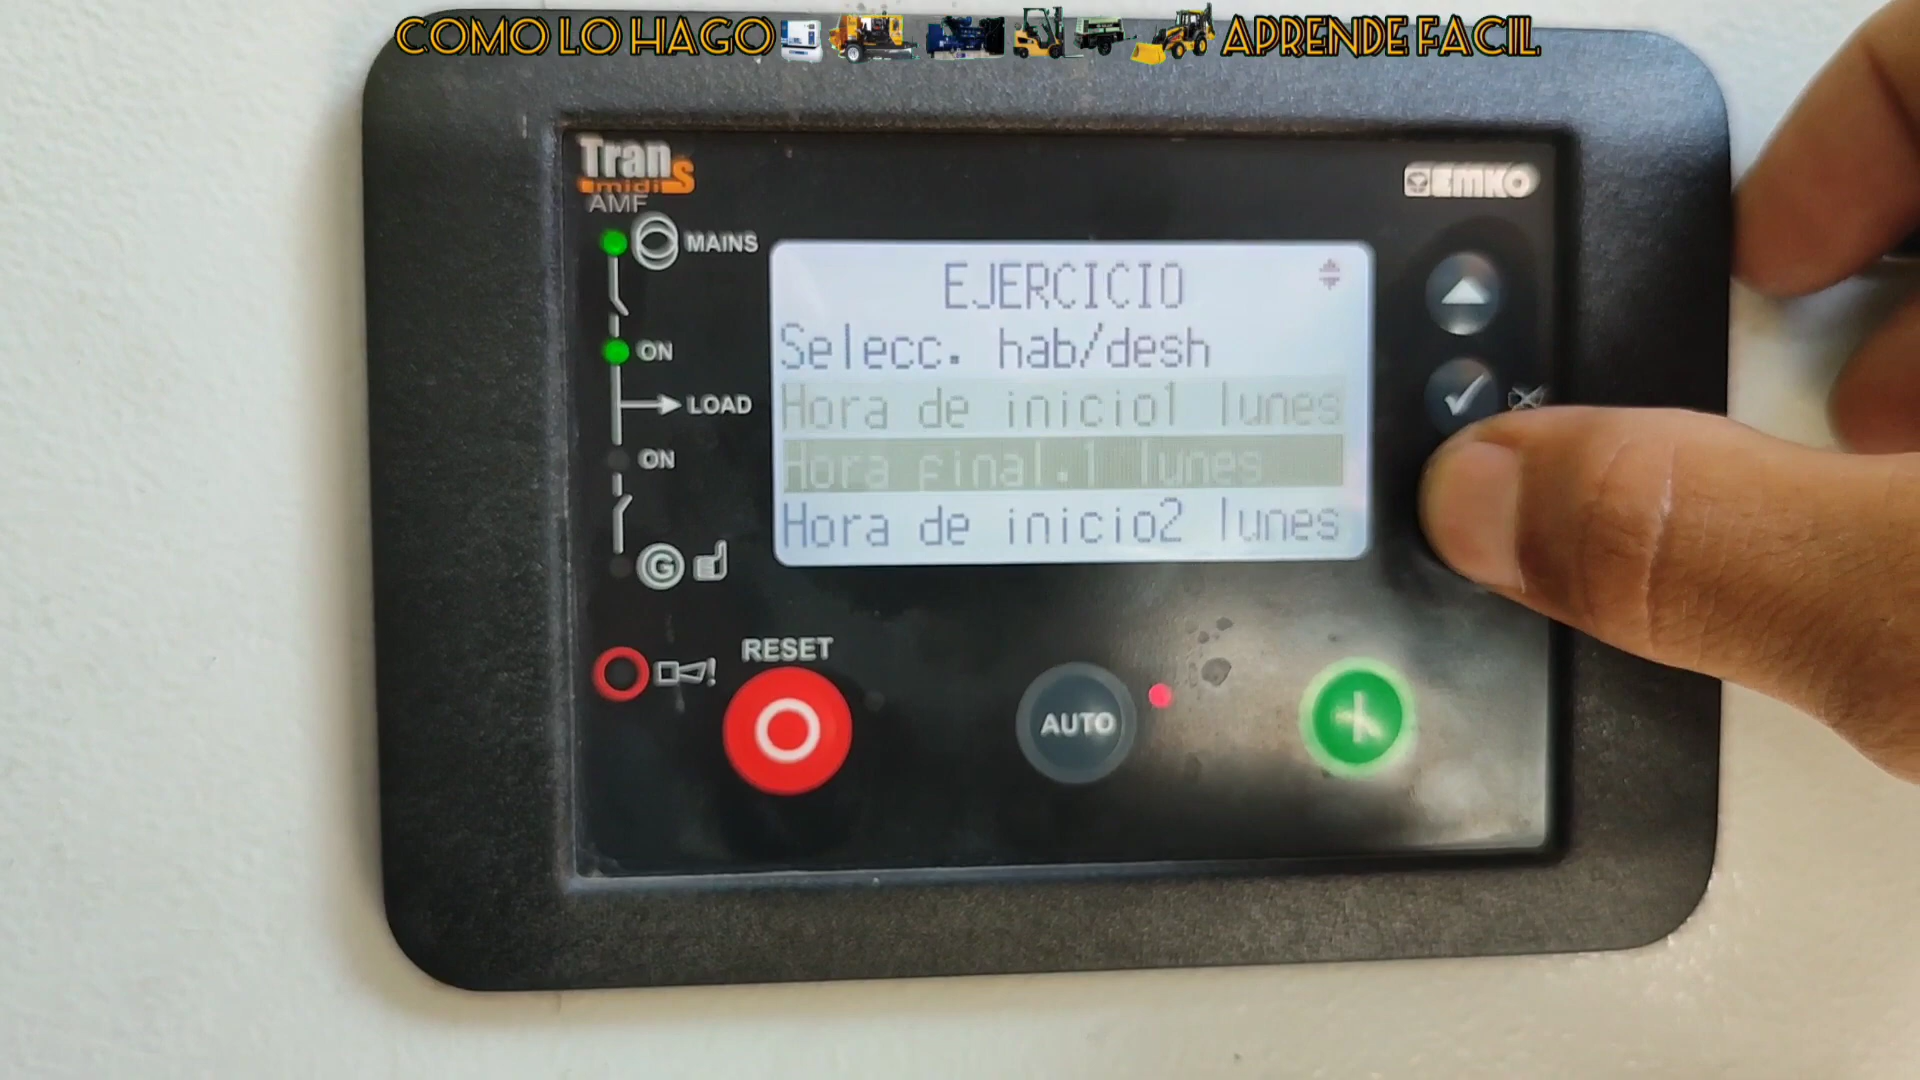 COMO LO HAGO APRENDE FACIL
Trans
midi
AMF
EMKO
MAINS
ON
LOAD
ON
G
EJERCICIO
Selecc. hab/desh
Hora de inicio1 lunes
Hora final.1 lunes
Hora de inicio2 lunes
RESET
AUTO